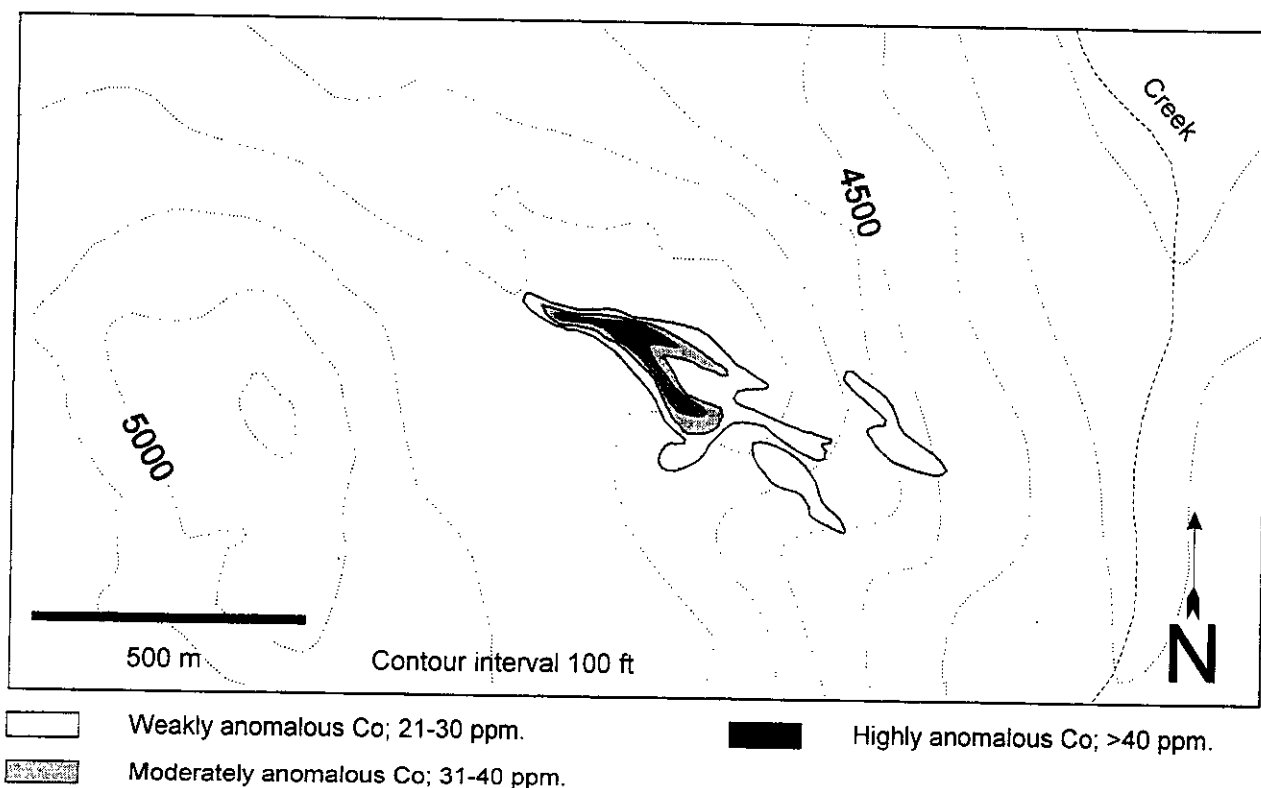 Creek
4500
5000
N
500 m
Contour interval 100 ft
Weakly anomalous Co; 21-30 ppm.
Highly anomalous Co; >40 ppm.
Moderately anomalous Co; 31-40 ppm.